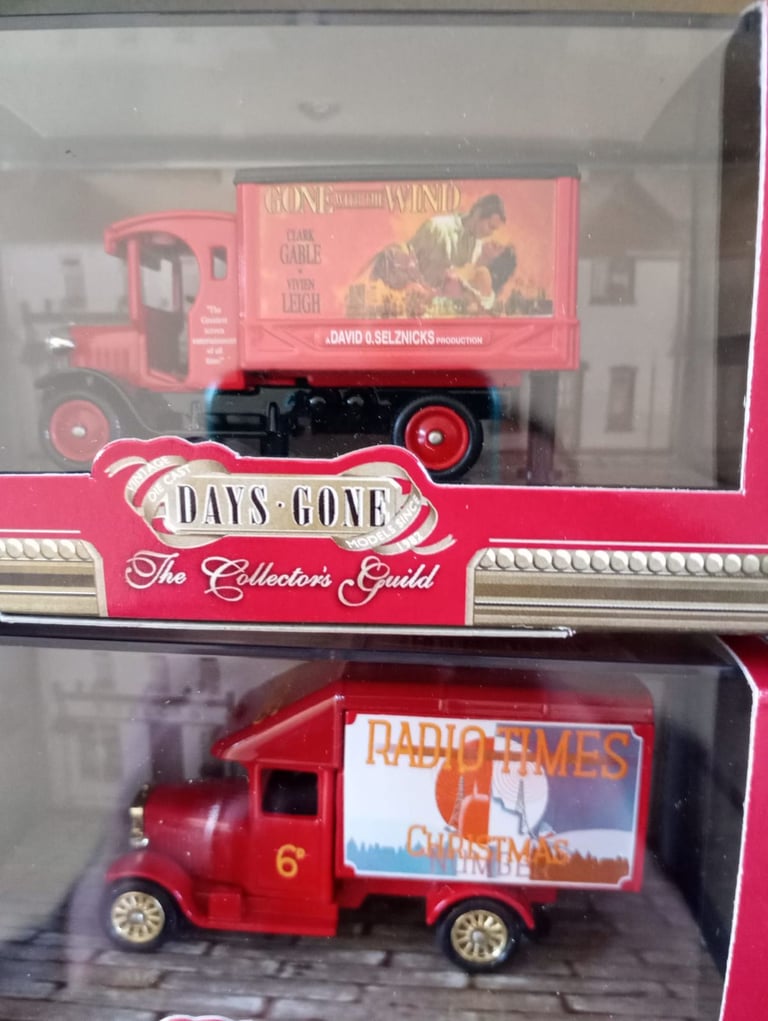 GONE WITH THE WIND
CLARK
GABLE
VIVIEN
LEIGH
"The
Greatest
screen
entertainment
of all
time"
A DAVID O.SELZNICKS PRODUCTION
VINTAGE
DIE CAST
DAYS·GONE
MODELS SINCE
1982
The Collector's Guild
RADIO TIMES
CHRISTMAS
NUMBER
6D